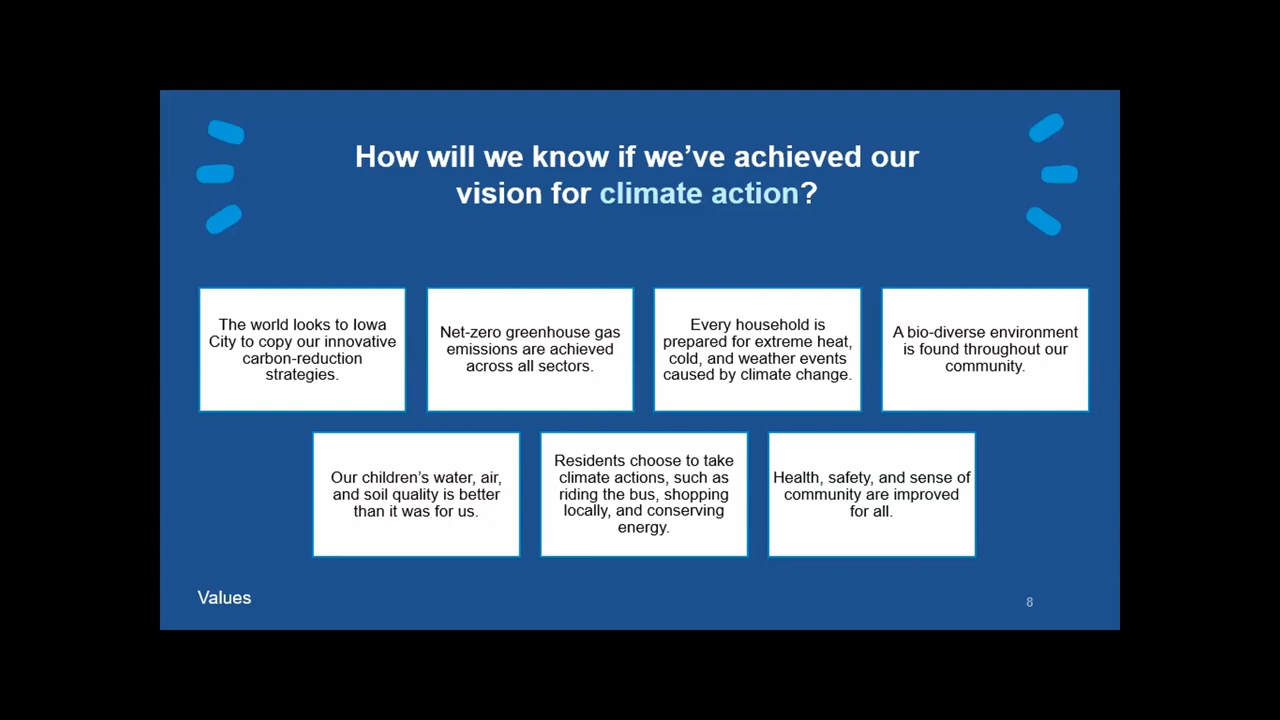 How will we know if we’ve achieved our
vision for climate action?
The world looks to Iowa
City to copy our innovative
carbon-reduction
strategies.
Net-zero greenhouse gas
emissions are achieved
across all sectors.
Every household is
prepared for extreme heat,
cold, and weather events
caused by climate change.
A bio-diverse environment
is found throughout our
community.
Our children’s water, air,
and soil quality is better
than it was for us.
Residents choose to take
climate actions, such as
riding the bus, shopping
locally, and conserving
energy.
Health, safety, and sense of
community are improved
for all.
Values
8